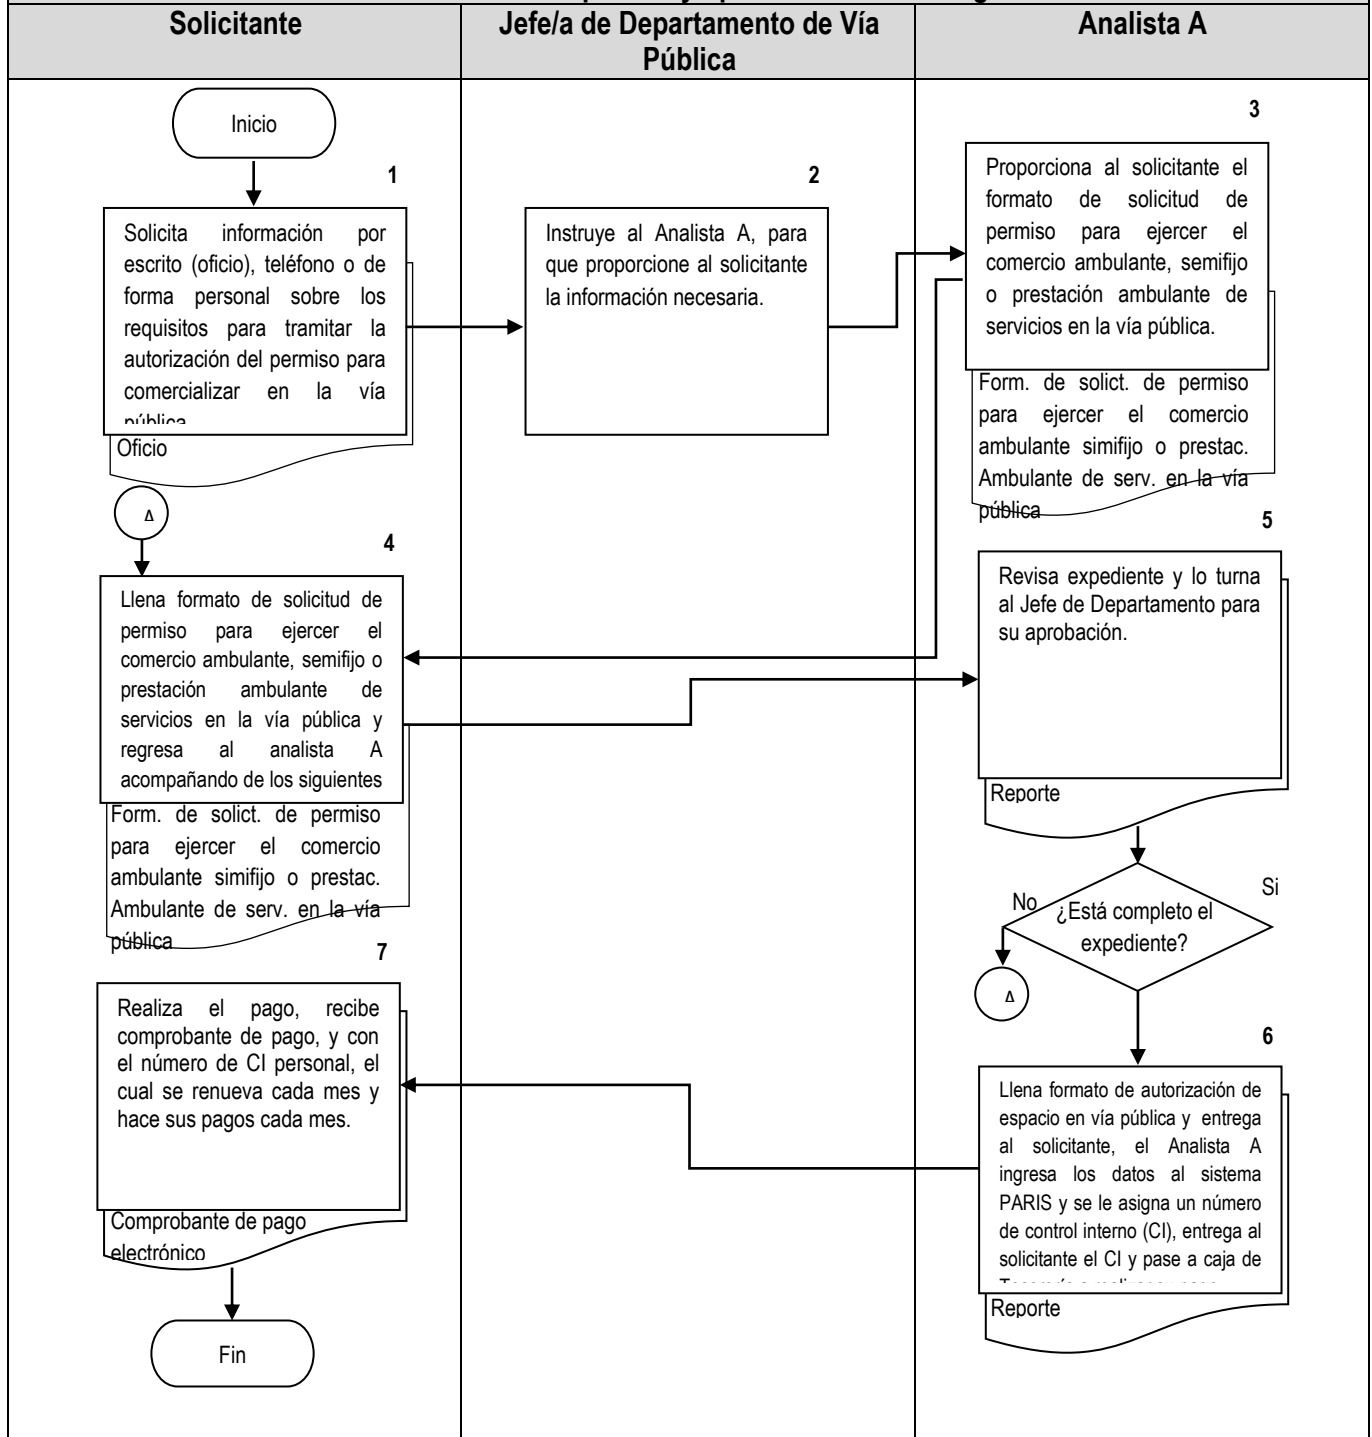 Solicitante
Jefe/a de Departamento de Vía
Pública
Analista A
Inicio
1
Solicita información por
escrito (oficio), teléfono o de
forma personal sobre los
requisitos para tramitar la
autorización del permiso para
comercializar en la vía
pública
Oficio
2
Instruye al Analista A, para
que proporcione al solicitante
la información necesaria.
3
Proporciona al solicitante el
formato de solicitud de
permiso para ejercer el
comercio ambulante, semifijo
o prestación ambulante de
servicios en la vía pública.
Form. de solict. de permiso
para ejercer el comercio
ambulante simifijo o prestac.
Ambulante de serv. en la vía
pública
4
Llena formato de solicitud de
permiso para ejercer el
comercio ambulante, semifijo o
prestación ambulante de
servicios en la vía pública y
regresa al analista A
acompañando de los siguientes
Form. de solict. de permiso
para ejercer el comercio
ambulante simifijo o prestac.
Ambulante de serv. en la vía
pública
5
Revisa expediente y lo turna
al Jefe de Departamento para
su aprobación.
Reporte
No
Si
¿Está completo el
expediente?
6
Llena formato de autorización de
espacio en vía pública y entrega
al solicitante, el Analista A
ingresa los datos al sistema
PARIS y se le asigna un número
de control interno (CI), entrega al
solicitante el CI y pase a caja de
Reporte
7
Realiza el pago, recibe
comprobante de pago, y con
el número de CI personal, el
cual se renueva cada mes y
hace sus pagos cada mes.
Comprobante de pago
electrónico
Fin